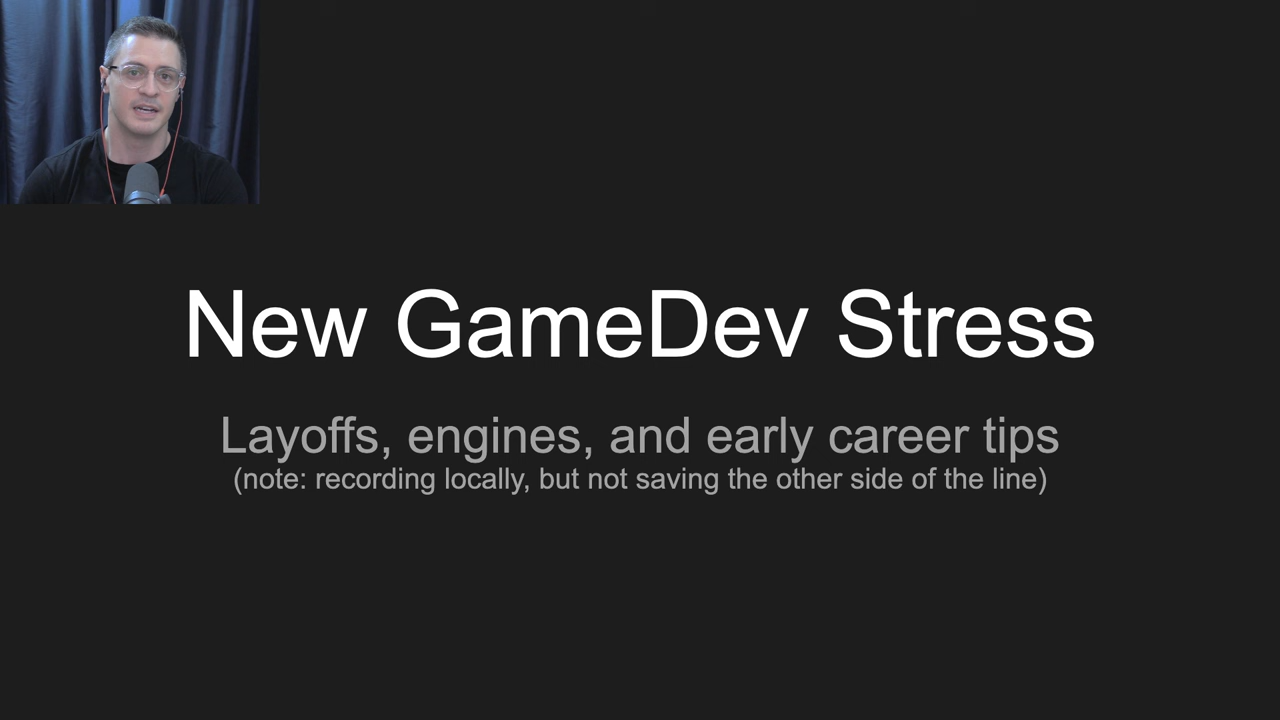 New GameDev Stress
Layoffs, engines, and early career tips
(note: recording locally, but not saving the other side of the line)